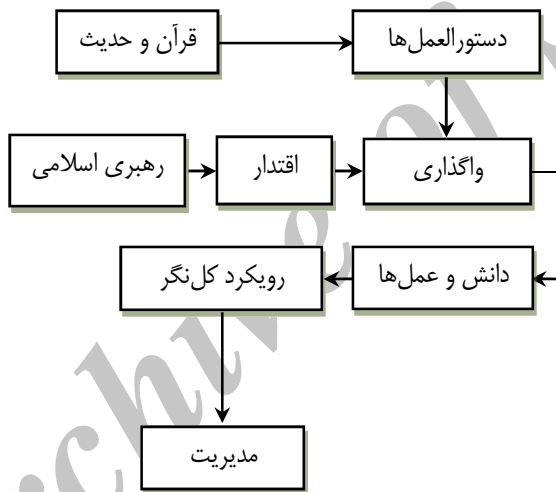 قرآن و حدیث
دستورالعمل‌ها
رهبری اسلامی
اقتدار
واگذاری
دانش و عمل‌ها
رویکرد کل‌نگر
مدیریت